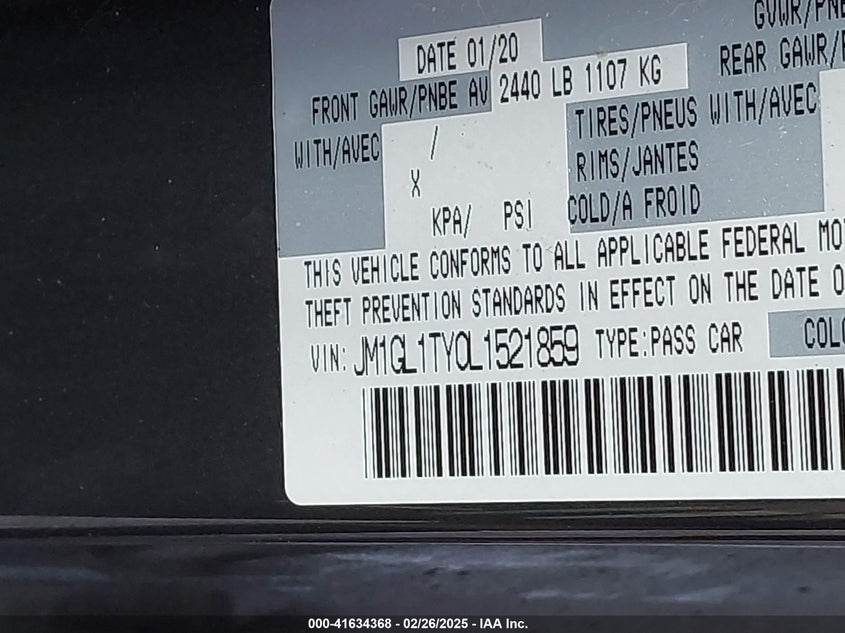 GVWR/PNB
DATE 01/20
REAR GAWR/
FRONT GAWR/PNBE AV 2440 LB 1107 KG
WITH/AVEC
TIRES/PNEUS WITH/AVEC
/
RIMS/JANTES
X
COLD/A FROID
KPA/ PSI
THIS VEHICLE CONFORMS TO ALL APPLICABLE FEDERAL MO
THEFT PREVENTION STANDARDS IN EFFECT ON THE DATE O
VIN: JM1GL1TY0L1521859 TYPE:PASS CAR COLO
000-41634368 - 02/26/2025 - IAA Inc.